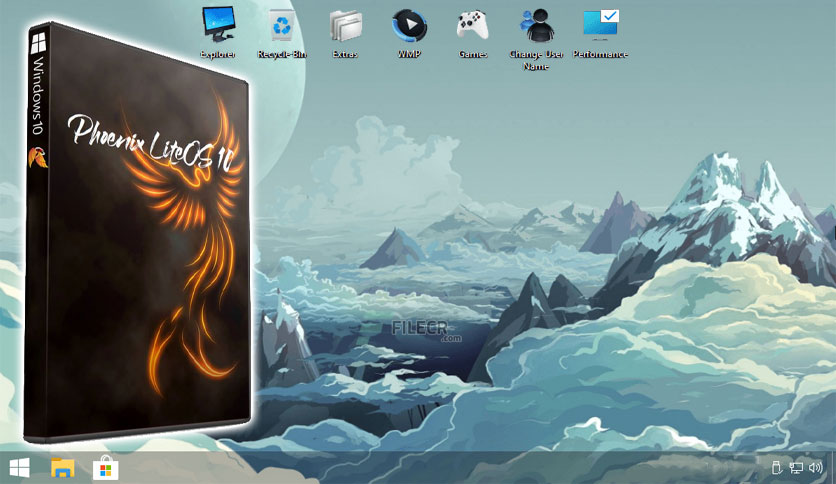 Explorer
Recycle Bin
Extras
WMP
Games
Change User
Name
Performance
Windows 10
Phoenix LiteOS 10
FILECR
.com